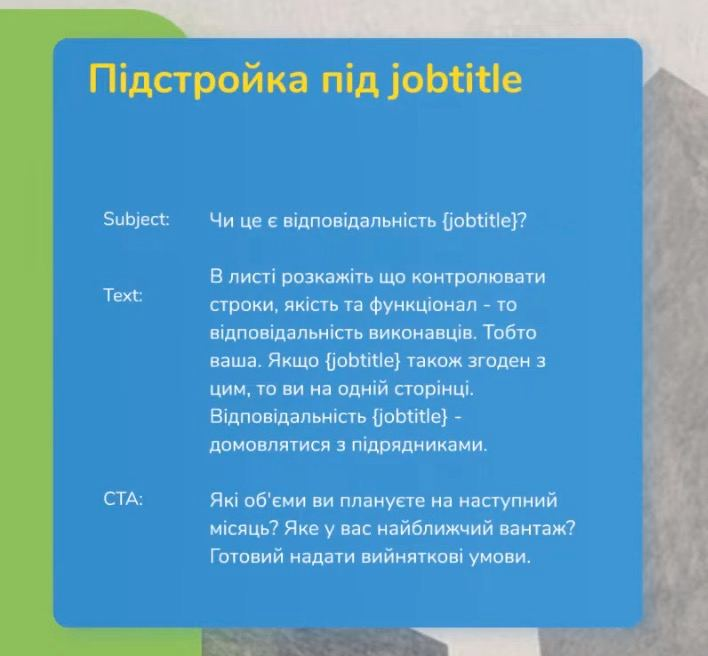 Підстройка під jobtitle
Subject: Чи це є відповідальність {jobtitle}?
Text: В листі розкажіть що контролювати
строки, якість та функціонал - то
відповідальність виконавців. Тобто
ваша. Якщо {jobtitle} також згоден з
цим, то ви на одній сторінці.
Відповідальність {jobtitle} -
домовлятися з підрядниками.
CTA: Які об'єми ви плануєте на наступний
місяць? Яке у вас найближчий вантаж?
Готовий надати вийняткові умови.